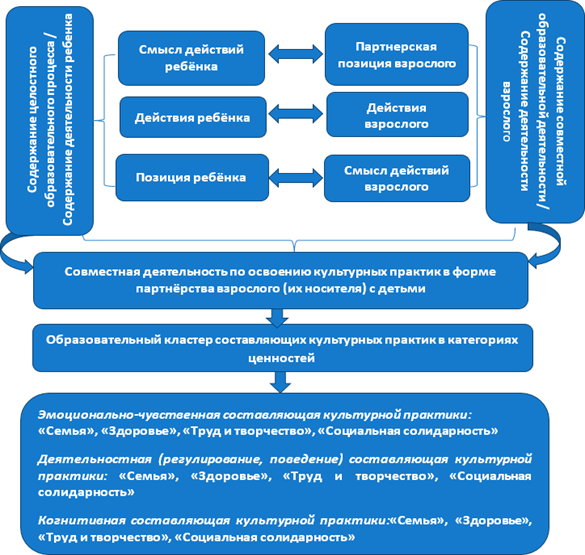 Содержание целостного
образовательного процесса /
Содержание деятельности ребенка
Смысл действий
ребёнка
Партнерская
позиция взрослого
Действия ребёнка
Действия
взрослого
Позиция ребёнка
Смысл действий
взрослого
Содержание совместной
образовательной деятельности /
Содержание деятельности
взрослого
Совместная деятельность по освоению культурных практик в форме
партнёрства взрослого (их носителя) с детьми
Образовательный кластер составляющих культурных практик в категориях
ценностей
Эмоционально-чувственная составляющая культурной практики:
«Семья», «Здоровье», «Труд и творчество», «Социальная солидарность»
Деятельностная (регулирование, поведение) составляющая культурной
практики: «Семья», «Здоровье», «Труд и творчество», «Социальная
солидарность»
Когнитивная составляющая культурной практики:«Семья», «Здоровье»,
«Труд и творчество», «Социальная солидарность»